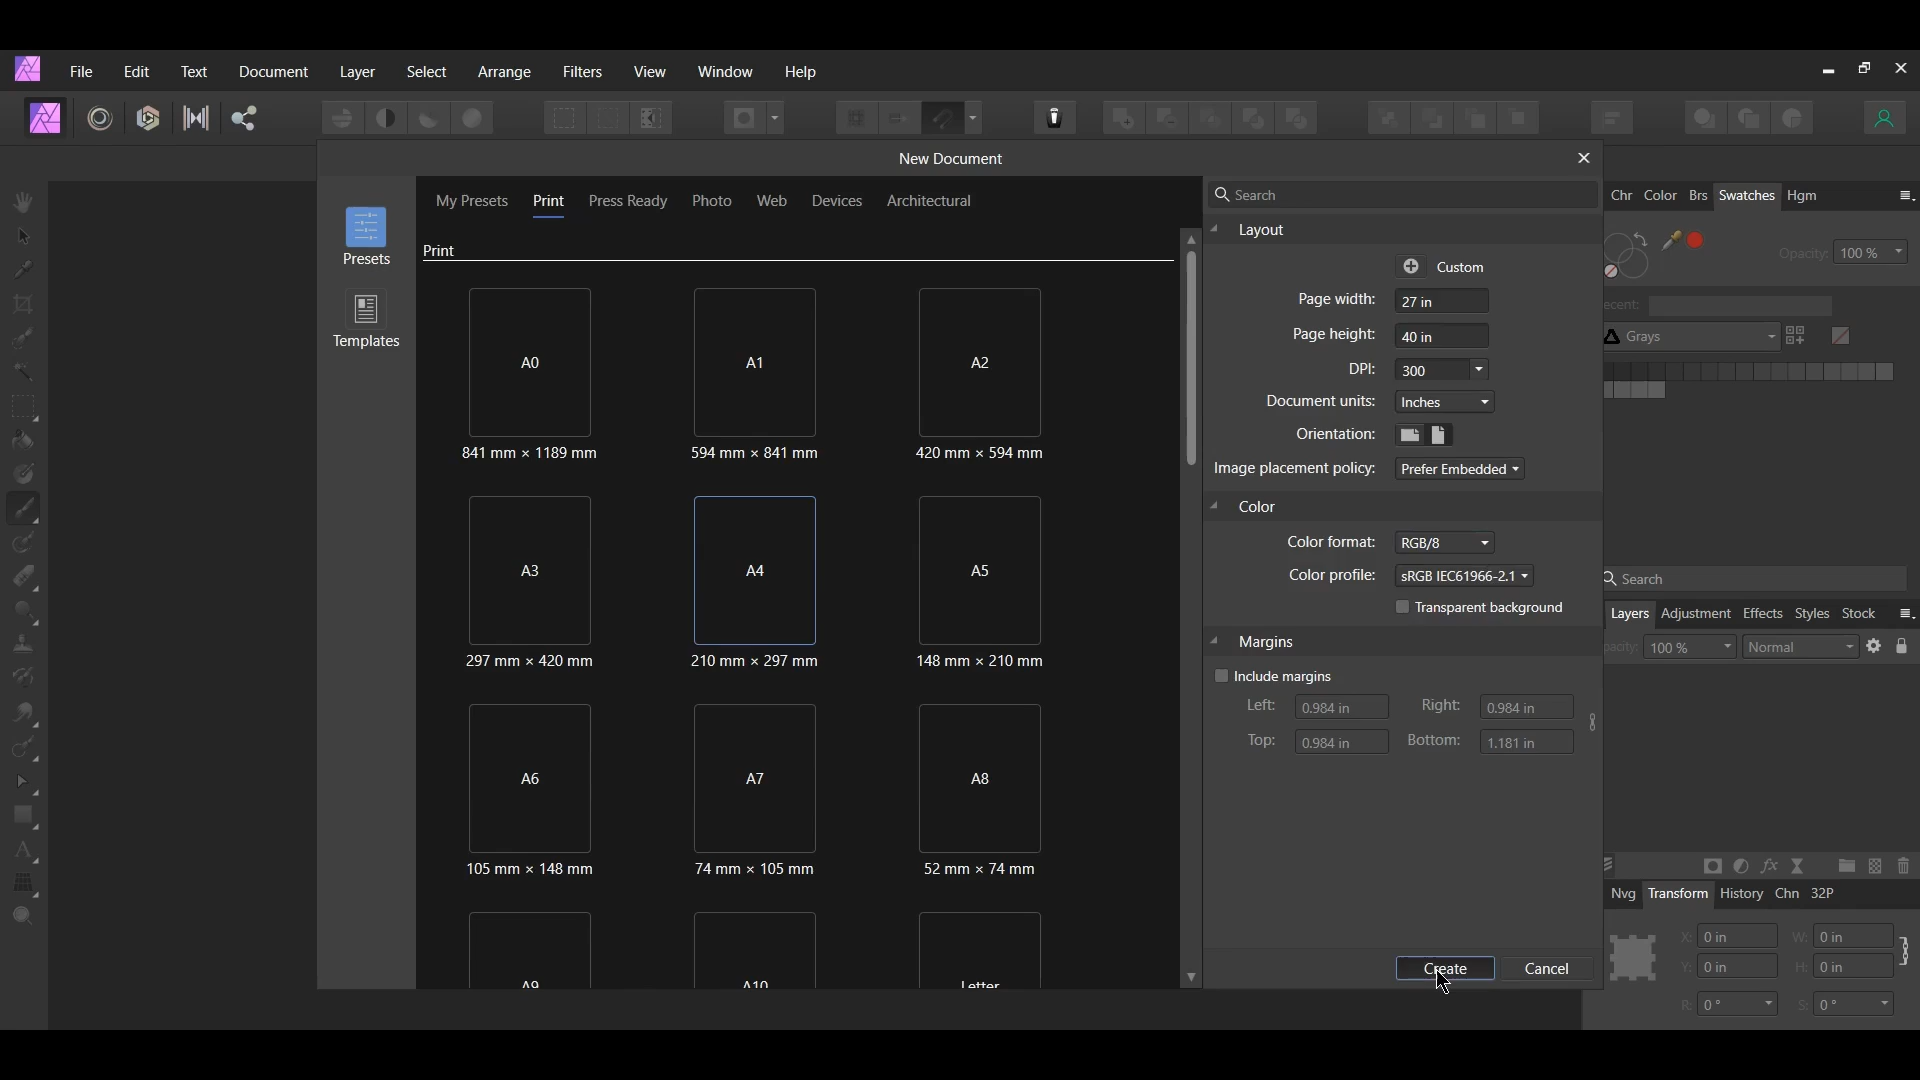 File Edit Text Document Layer Select Arrange Filters View Window Help
New Document
Presets
Templates
My Presets Print Press Ready Photo Web Devices Architectural
Print
A0 A1 A2
841 mm × 1189 mm 594 mm × 841 mm 420 mm × 594 mm
A3 A4 A5
297 mm × 420 mm 210 mm × 297 mm 148 mm × 210 mm
A6 A7 A8
105 mm × 148 mm 74 mm × 105 mm 52 mm × 74 mm
A9 A10 Letter
Search
Layout
Custom
Page width: 27 in
Page height: 40 in
DPI: 300
Document units: Inches
Orientation:
Image placement policy: Prefer Embedded
Color
Color format: RGB/8
Color profile: sRGB IEC61966-2.1
Transparent background
Margins
Include margins
Left: 0.984 in Right: 0.984 in
Top: 0.984 in Bottom: 1.181 in
Create Cancel
Chr Color Brs Swatches Hgm
Opacity: 100 %
ecent:
Grays
Search
Layers Adjustment Effects Styles Stock
pacity: 100 % Normal
Nvg Transform History Chn 32P
X: 0 in W: 0 in
Y: 0 in H: 0 in
R: 0 ° S: 0 °